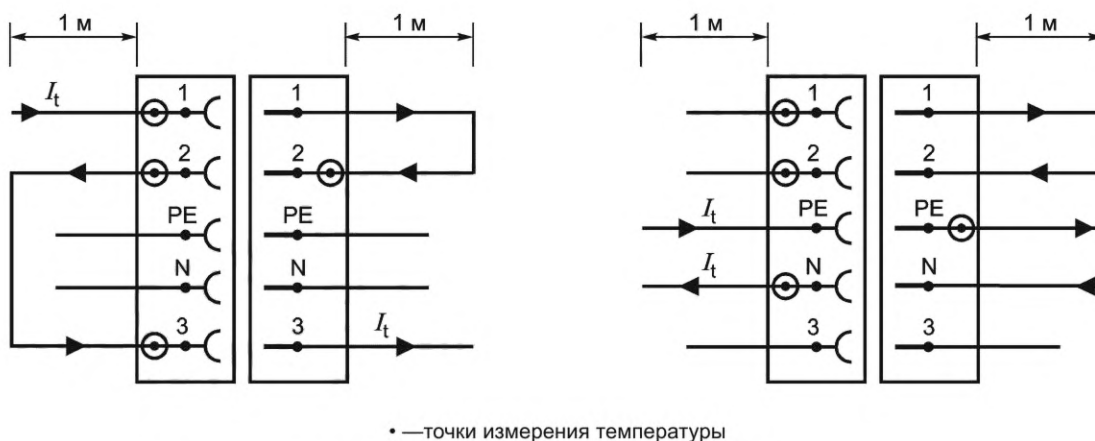 1 м 1 м 1 м 1 м
I_t 1 1 1 1
2 2 2 2
PE PE I_t PE PE
N N I_t N N
3 3 I_t 3 3
• —точки измерения температуры